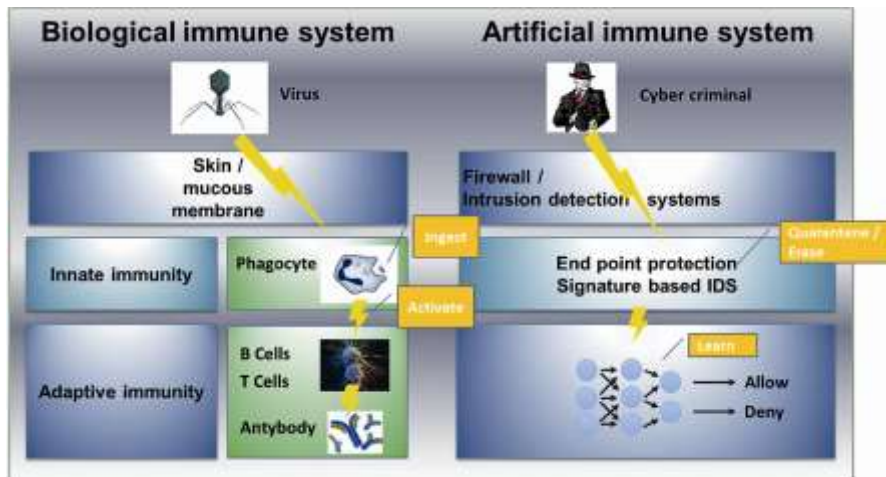 Biological immune system
Artificial immune system
Virus
Cyber criminal
Skin /
mucous
membrane
Firewall /
Intrusion detection systems
Ingest
Quarentene /
Erase
Innate immunity
Phagocyte
End point protection
Signature based IDS
Activate
Adaptive immunity
B Cells
T Cells
Antybody
Learn
Allow
Deny